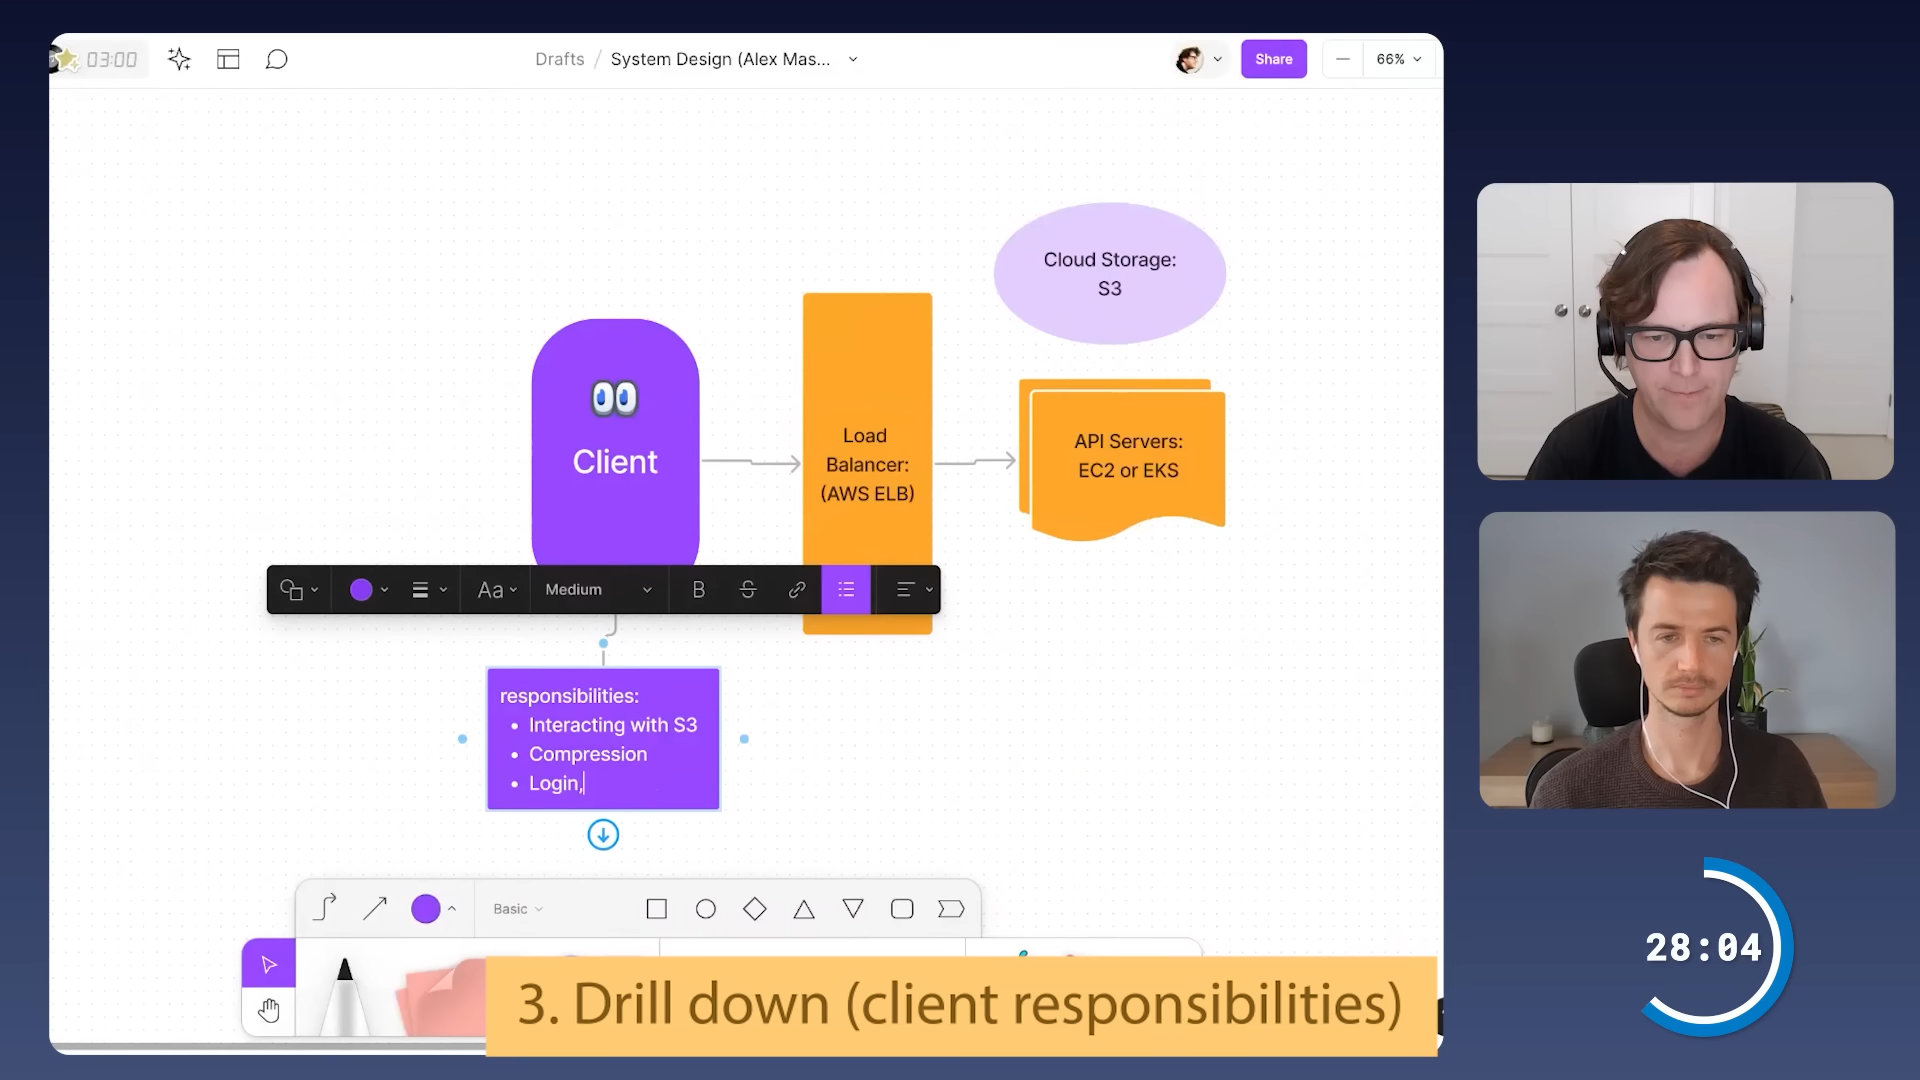 03:00
Drafts / System Design (Alex Mas...
Share
66%
Cloud Storage:
S3
Client
Load
Balancer:
(AWS ELB)
API Servers:
EC2 or EKS
Aa
Medium
B
S
responsibilities:
• Interacting with S3
• Compression
• Login,
Basic
3. Drill down (client responsibilities)
28:04